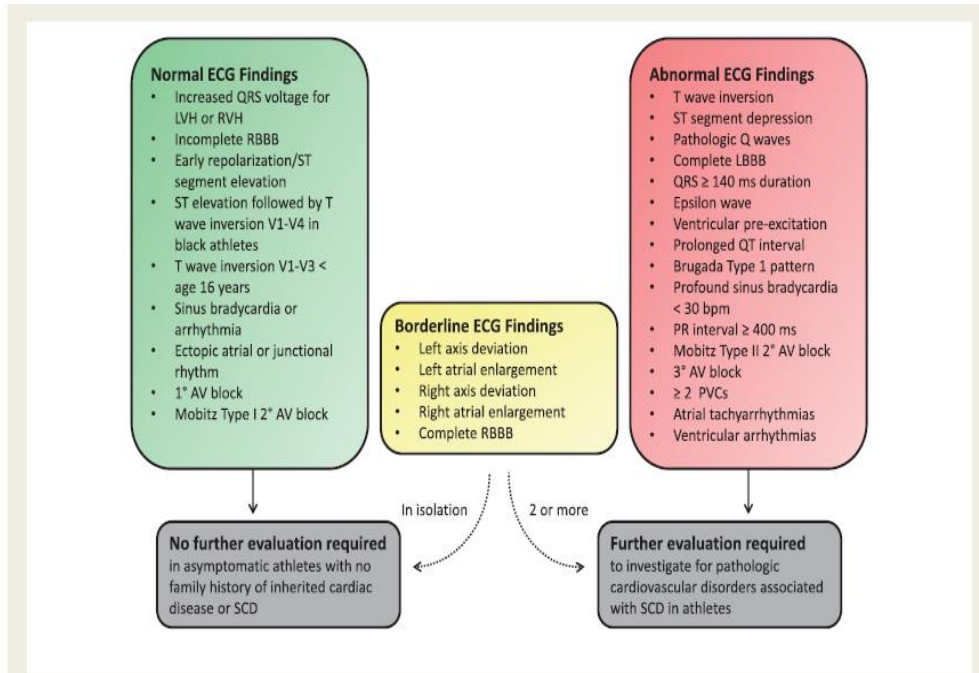 Normal ECG Findings
• Increased QRS voltage for
LVH or RVH
• Incomplete RBBB
• Early repolarization/ST
segment elevation
• ST elevation followed by T
wave inversion V1-V4 in
black athletes
• T wave inversion V1-V3 <
age 16 years
• Sinus bradycardia or
arrhythmia
• Ectopic atrial or junctional
rhythm
• 1° AV block
• Mobitz Type I 2° AV block
Borderline ECG Findings
• Left axis deviation
• Left atrial enlargement
• Right axis deviation
• Right atrial enlargement
• Complete RBBB
Abnormal ECG Findings
• T wave inversion
• ST segment depression
• Pathologic Q waves
• Complete LBBB
• QRS ≥ 140 ms duration
• Epsilon wave
• Ventricular pre-excitation
• Prolonged QT interval
• Brugada Type 1 pattern
• Profound sinus bradycardia
< 30 bpm
• PR interval ≥ 400 ms
• Mobitz Type II 2° AV block
• 3° AV block
• ≥ 2 PVCs
• Atrial tachyarrhythmias
• Ventricular arrhythmias
In isolation
2 or more
No further evaluation required
in asymptomatic athletes with no
family history of inherited cardiac
disease or SCD
Further evaluation required
to investigate for pathologic
cardiovascular disorders associated
with SCD in athletes